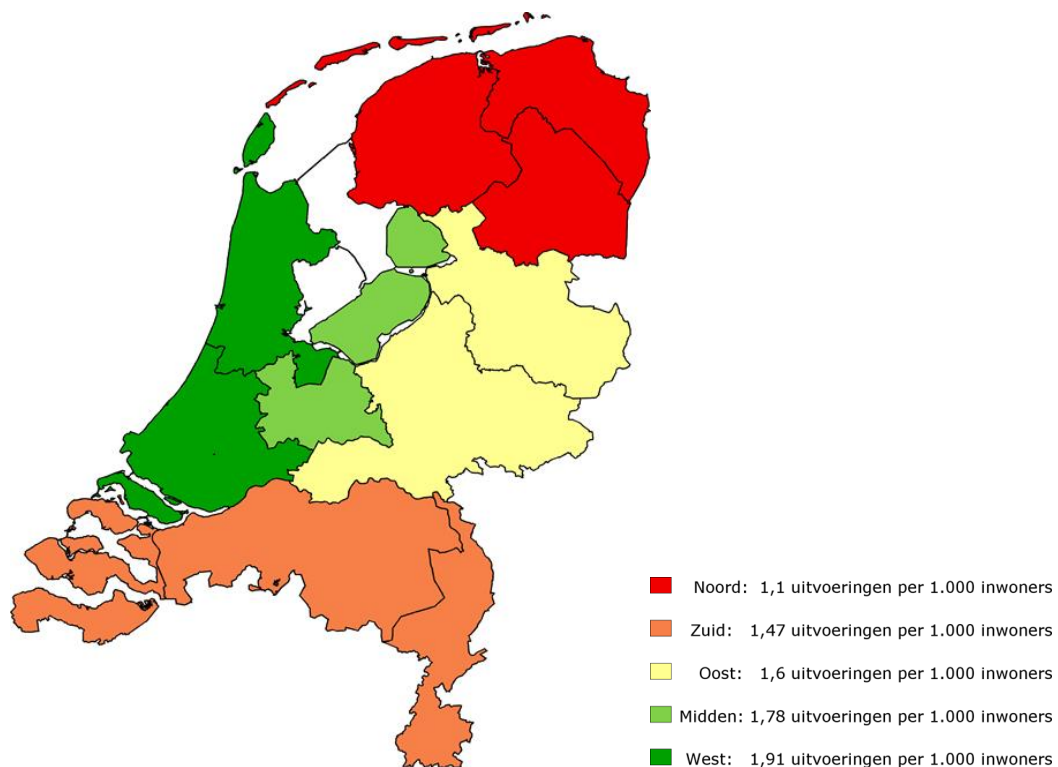 Noord: 1,1 uitvoeringen per 1.000 inwoners
Zuid: 1,47 uitvoeringen per 1.000 inwoners
Oost: 1,6 uitvoeringen per 1.000 inwoners
Midden: 1,78 uitvoeringen per 1.000 inwoners
West: 1,91 uitvoeringen per 1.000 inwoners